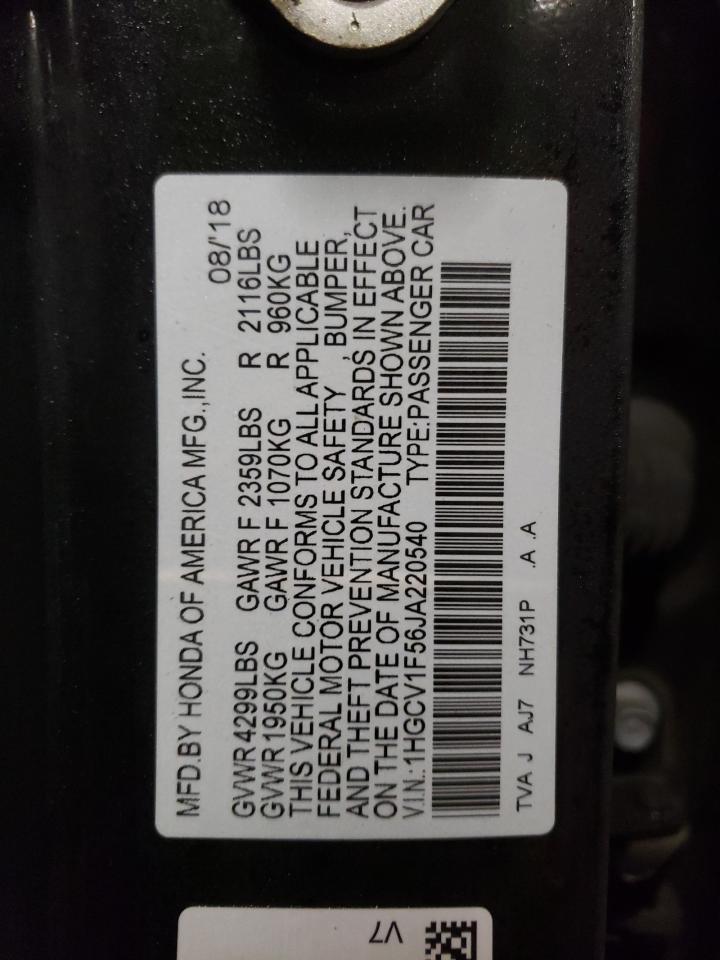 MFD.BY HONDA OF AMERICA MFG.,INC. 08/'18
GVWR 4299LBS GAWR F 2359LBS R 2116LBS
GVWR 1950KG GAWR F 1070KG R 960KG
THIS VEHICLE CONFORMS TO ALL APPLICABLE
FEDERAL MOTOR VEHICLE SAFETY , BUMPER,
AND THEFT PREVENTION STANDARDS IN EFFECT
ON THE DATE OF MANUFACTURE SHOWN ABOVE.
V.I.N.:1HGCV1F56JA220540 TYPE:PASSENGER CAR
TVA J AJ7 NH731P .A .A
V7